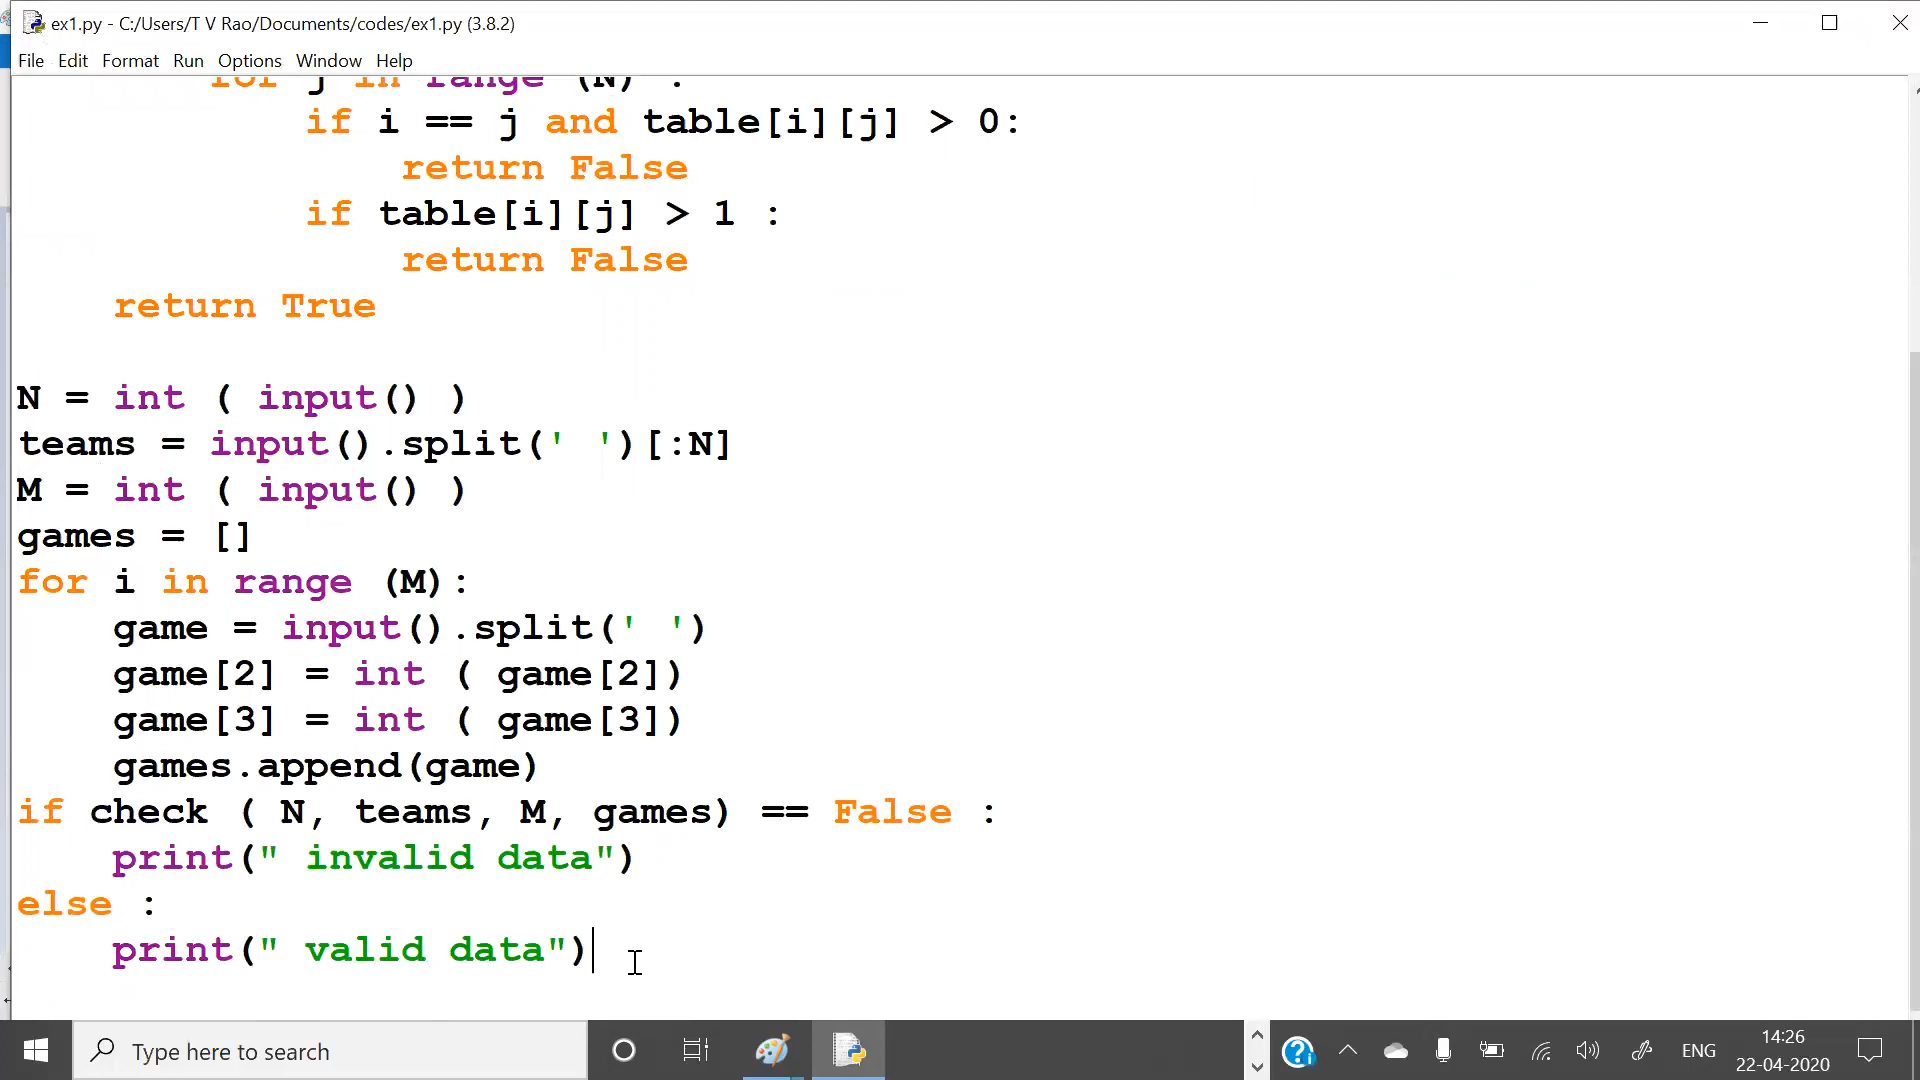 ex1.py - C:/Users/T V Rao/Documents/codes/ex1.py (3.8.2)
File Edit Format Run Options Window Help
for j in range (N) :
if i == j and table[i][j] > 0:
return False
if table[i][j] > 1 :
return False
return True
N = int ( input() )
teams = input().split(' ')[:N]
M = int ( input() )
games = []
for i in range (M):
game = input().split(' ')
game[2] = int ( game[2])
game[3] = int ( game[3])
games.append(game)
if check ( N, teams, M, games) == False :
print(" invalid data")
else :
print(" valid data")
Type here to search
ENG
14:26
22-04-2020